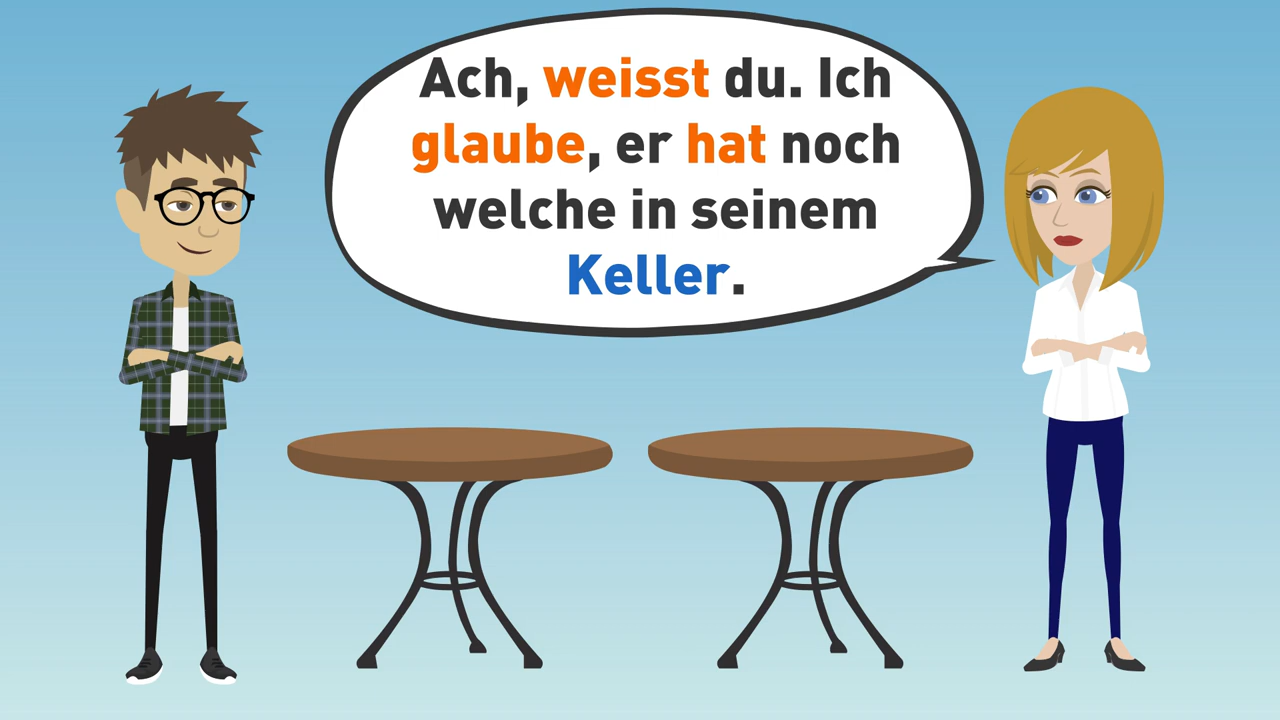 Ach, weisst du. Ich
glaube, er hat noch
welche in seinem
Keller.